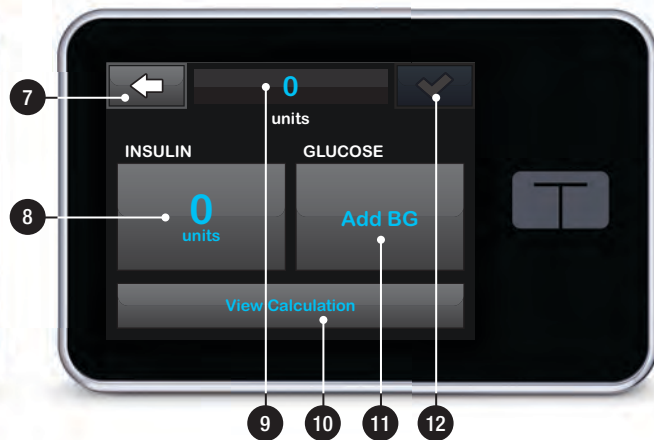 0
units
INSULIN GLUCOSE
0
units
Add BG
View Calculation
7
8
9 10 11 12